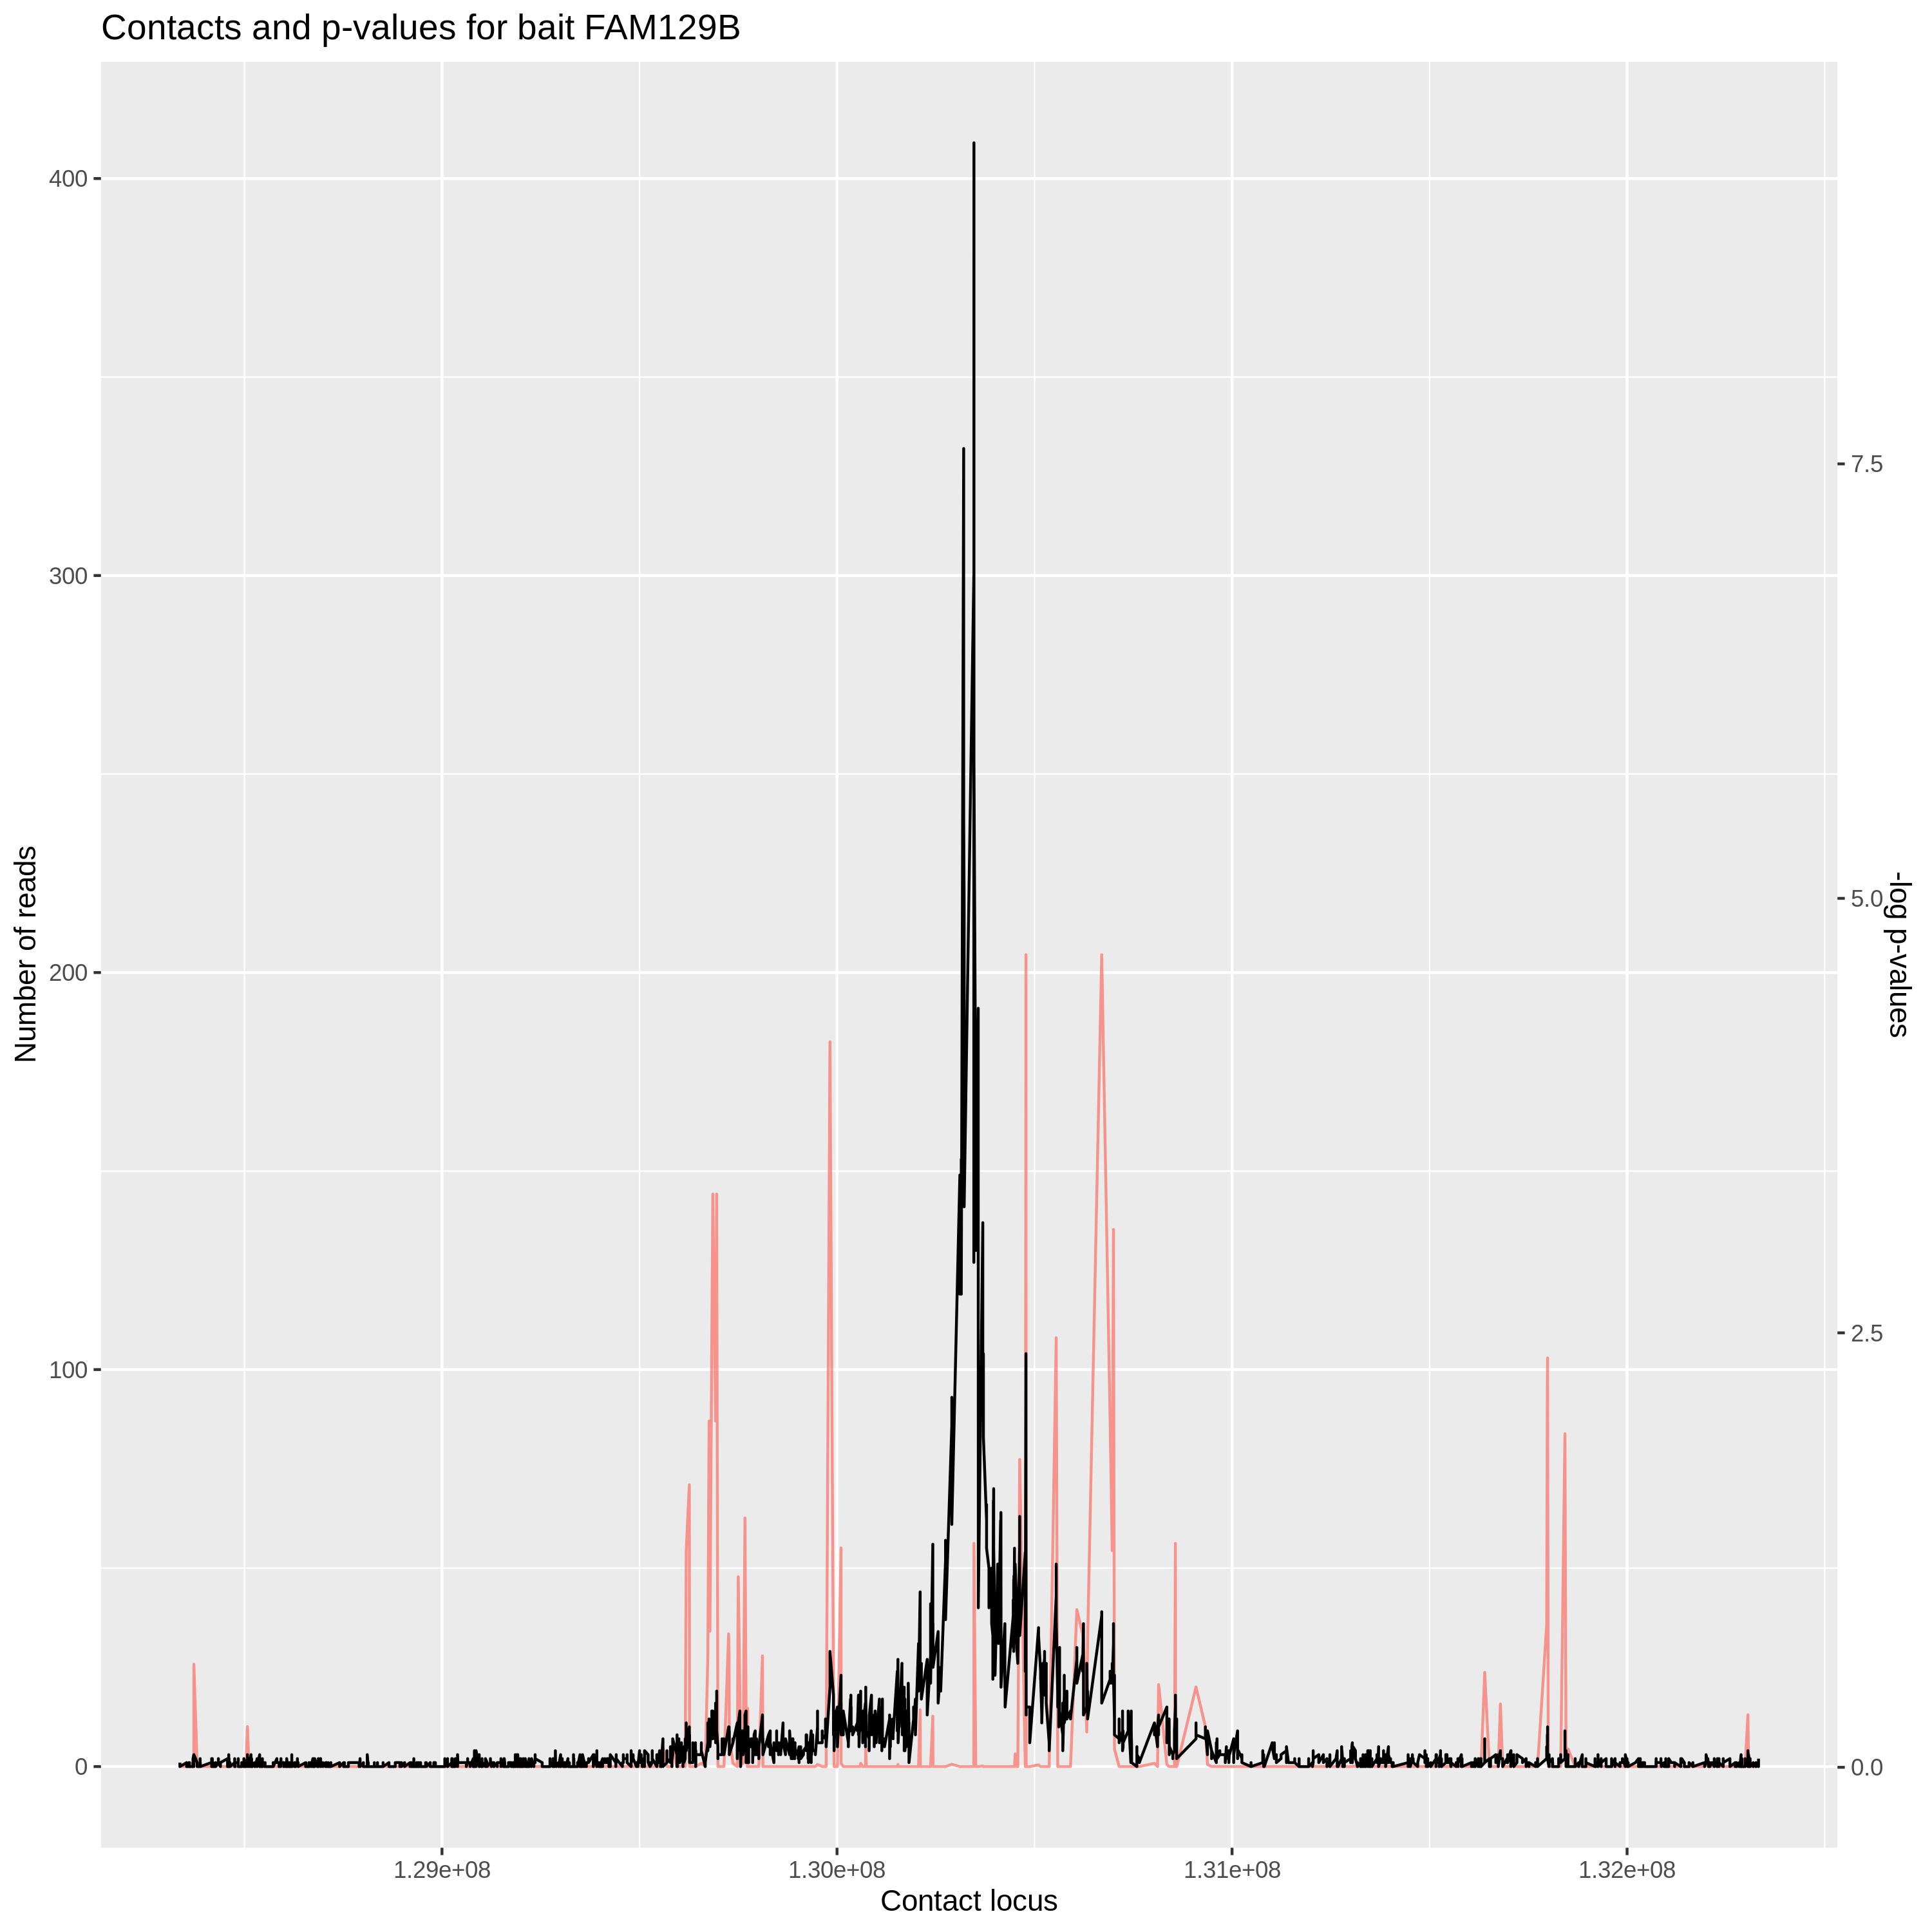 Contacts and p-values for bait FAM129B
400
300
200
100
0
Number of reads
7.5
5.0
2.5
0.0
-log p-values
1.29e+08
1.30e+08
1.31e+08
1.32e+08
Contact locus